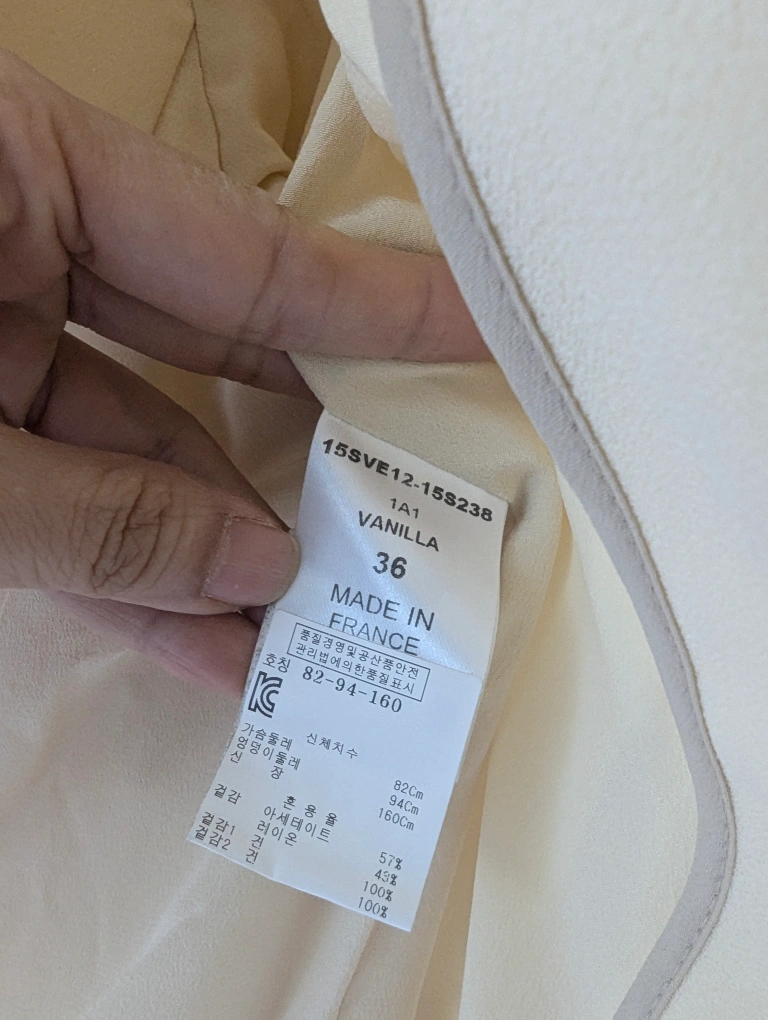 15SVE12-15S238
1A1
VANILLA
36
MADE IN
FRANCE
품질경영및공산품안전
관리법에의한품질표시
호칭 82-94-160
신체치수
가슴둘레 82Cm
엉덩이둘레 94Cm
신 장 160Cm
혼 용 율
겉감 아세테이트 57%
레이온 43%
겉감1 견 100%
겉감2 견 100%